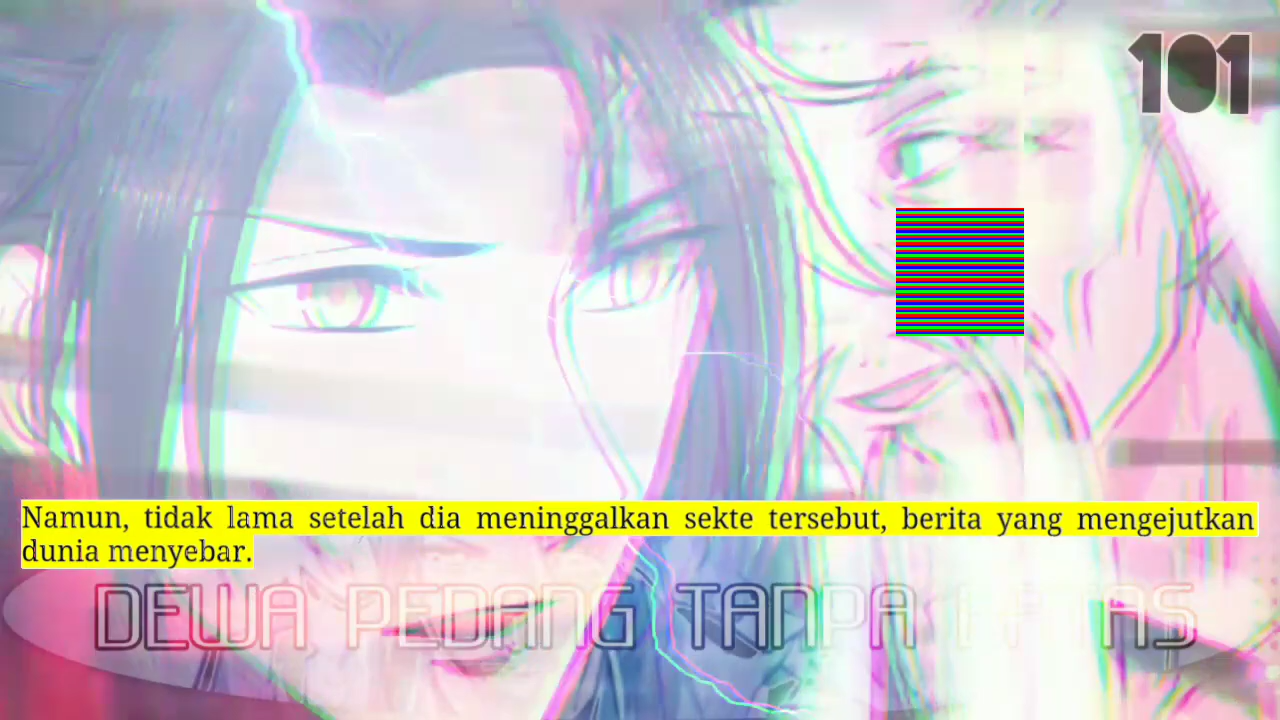 101
Namun, tidak lama setelah dia meninggalkan sekte tersebut, berita yang mengejutkan
dunia menyebar.
DEWA PEDANG TANPA